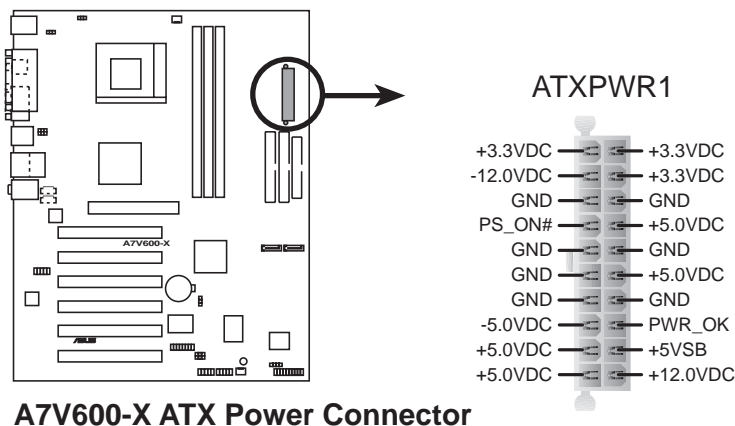 ATXPWR1
+3.3VDC +3.3VDC
-12.0VDC +3.3VDC
GND GND
PS_ON# +5.0VDC
GND GND
GND +5.0VDC
GND GND
-5.0VDC PWR_OK
+5.0VDC +5VSB
+5.0VDC +12.0VDC
A7V600-X
/SUS
A7V600-X ATX Power Connector